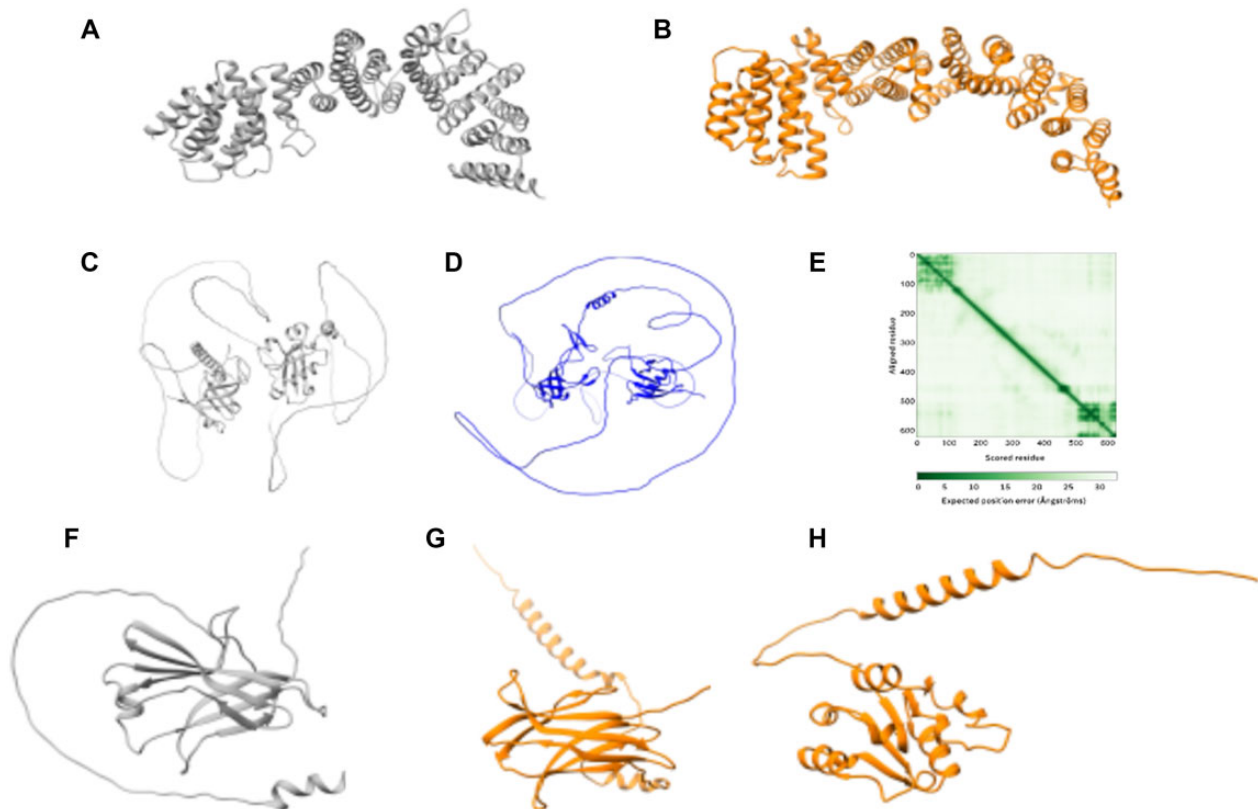 A
B
C
D
E
0
100
200
300
400
500
600
Aligned residue
0 100 200 300 400 500 600
Scored residue
0 5 10 15 20 25 30
Expected position error (Ångströms)
F
G
H